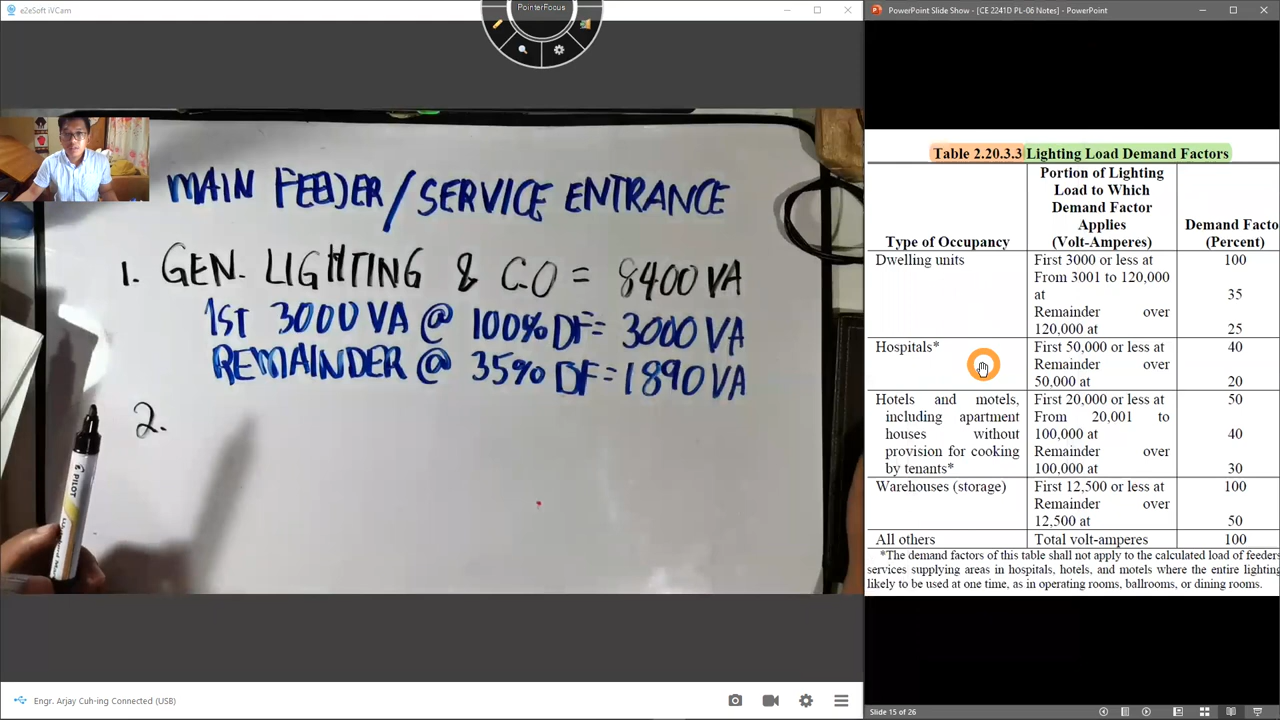 e2eSoft iVCam
PointerFocus
PowerPoint Slide Show - [CE 2241D PL-06 Notes] - PowerPoint
MAIN FEEDER/SERVICE ENTRANCE
1. GEN. LIGHTING & C.O = 8400 VA
1ST 3000 VA @ 100% DF = 3000 VA
REMAINDER @ 35% DF = 1890 VA
2.
PILOT
Table 2.20.3.3 Lighting Load Demand Factors
Type of Occupancy
Portion of Lighting
Load to Which
Demand Factor
Applies
(Volt-Amperes)
Demand Facto
(Percent)
Dwelling units
First 3000 or less at
100
From 3001 to 120,000
at
35
Remainder over
120,000 at
25
Hospitals*
First 50,000 or less at
40
Remainder over
50,000 at
20
Hotels and motels,
including apartment
houses without
provision for cooking
by tenants*
First 20,000 or less at
50
From 20,001 to
100,000 at
40
Remainder over
100,000 at
30
Warehouses (storage)
First 12,500 or less at
100
Remainder over
12,500 at
50
All others
Total volt-amperes
100
*The demand factors of this table shall not apply to the calculated load of feeders
services supplying areas in hospitals, hotels, and motels where the entire lighting
likely to be used at one time, as in operating rooms, ballrooms, or dining rooms.
Engr. Arjay Cuh-ing Connected (USB)
Slide 15 of 26